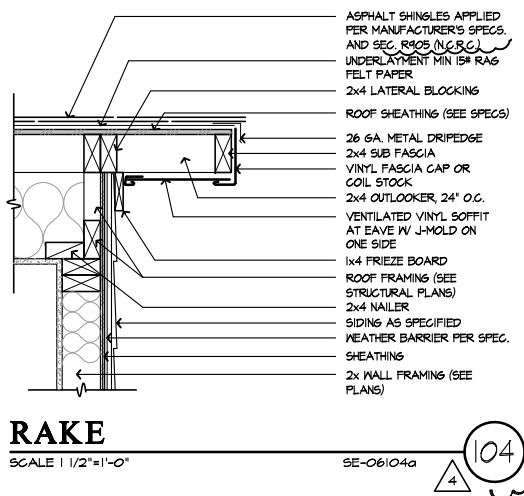 ASPHALT SHINGLES APPLIED
PER MANUFACTURER'S SPECS.
AND SEC. R905 (N.C.R.C.)
UNDERLAYMENT MIN 15# RAG
FELT PAPER
2x4 LATERAL BLOCKING
ROOF SHEATHING (SEE SPECS)
26 GA. METAL DRIPEDGE
2x4 SUB FASCIA
VINYL FASCIA CAP OR
COIL STOCK
2x4 OUTLOOKER, 24" O.C.
VENTILATED VINYL SOFFIT
AT EAVE W/ J-MOLD ON
ONE SIDE
1x4 FRIEZE BOARD
ROOF FRAMING (SEE
STRUCTURAL PLANS)
2x4 NAILER
SIDING AS SPECIFIED
WEATHER BARRIER PER SPEC.
SHEATHING
2x WALL FRAMING (SEE
PLANS)
RAKE
SCALE 1 1/2"=1'-0"
SE-06104a
104
4